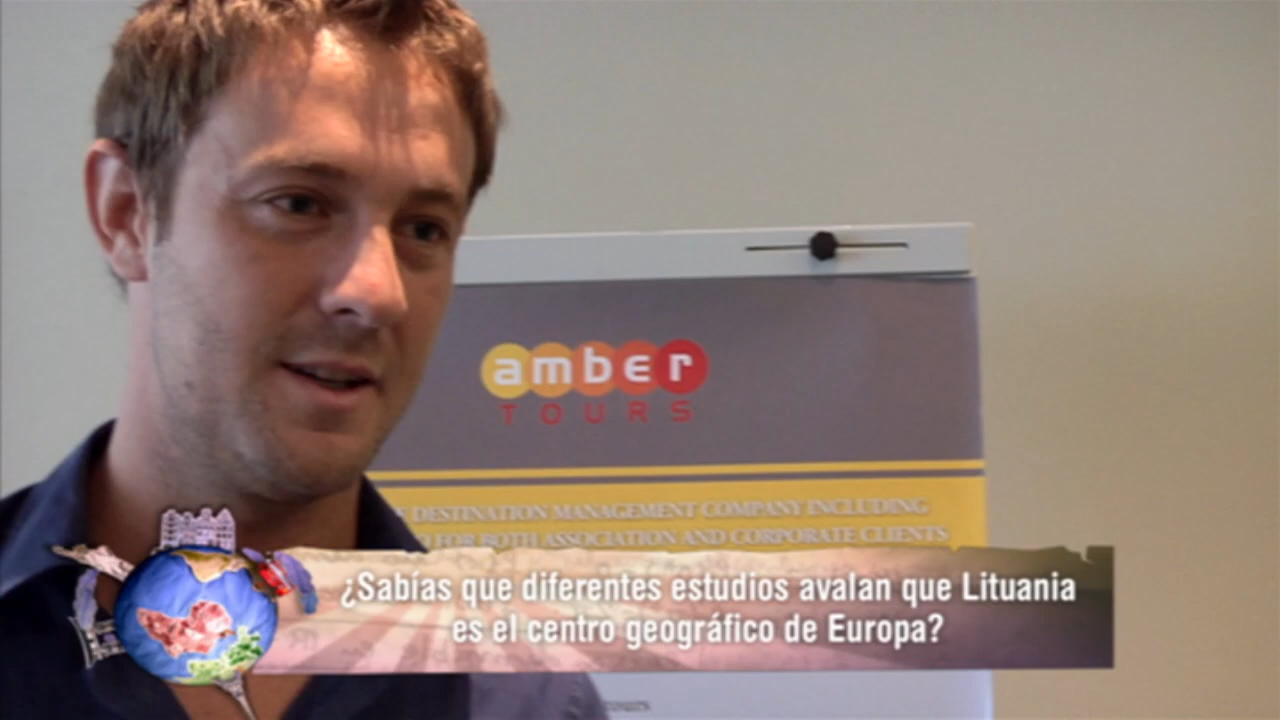 amber
TOURS
DESTINATION MANAGEMENT COMPANY INCLUDING
FOR BOTH ASSOCIATION AND CORPORATE CLIENTS
¿Sabías que diferentes estudios avalan que Lituania
es el centro geográfico de Europa?
tours